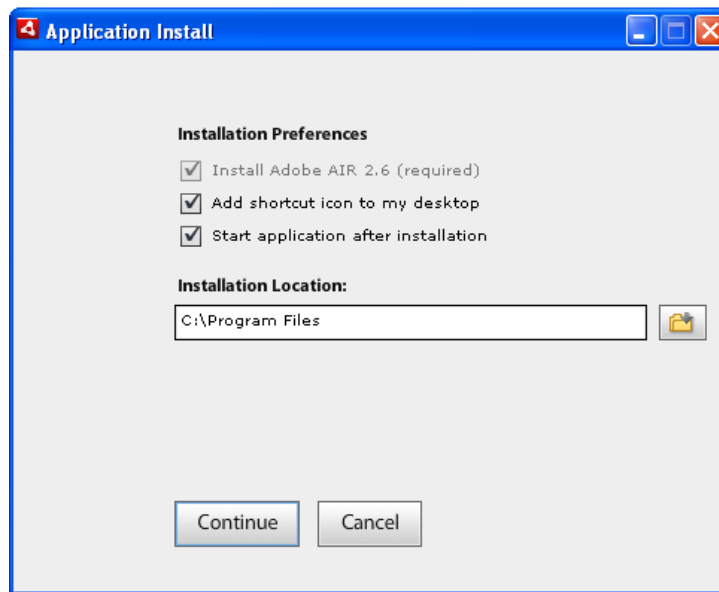 Application Install
Installation Preferences
Install Adobe AIR 2.6 (required)
Add shortcut icon to my desktop
Start application after installation
Installation Location:
C:\Program Files
Continue
Cancel